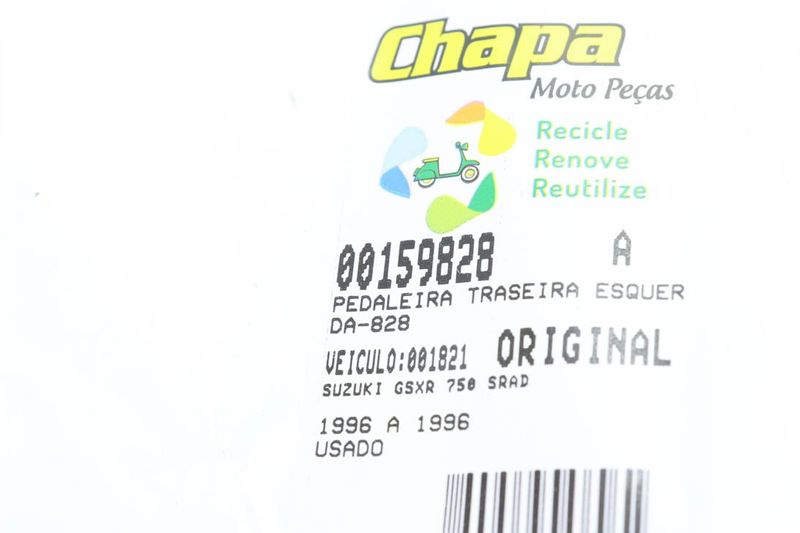 Chapa
Moto Peças
Recicle
Renove
Reutilize
00159828 A
PEDALEIRA TRASEIRA ESQUER
DA-828
VEICULO:001821 ORIGINAL
SUZUKI GSXR 750 SRAD
1996 A 1996
USADO